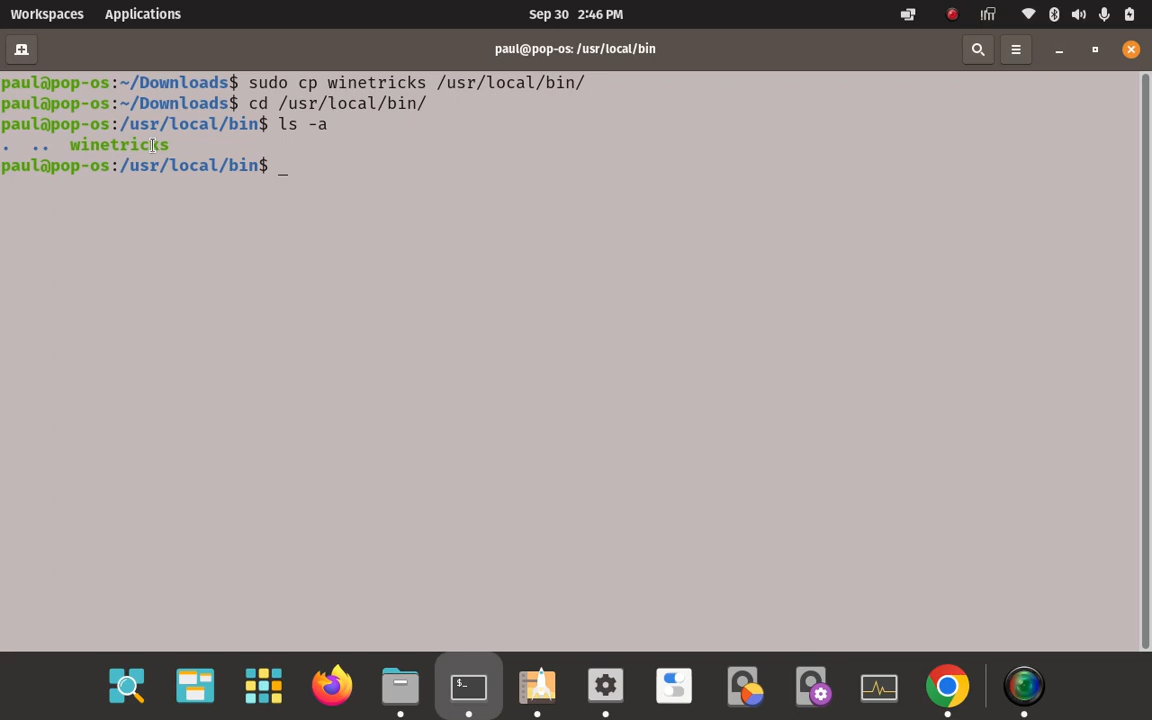 Workspaces Applications Sep 30 2:46 PM
paul@pop-os: /usr/local/bin
paul@pop-os:~/Downloads$ sudo cp winetricks /usr/local/bin/
paul@pop-os:~/Downloads$ cd /usr/local/bin/
paul@pop-os:/usr/local/bin$ ls -a
. .. winetricks
paul@pop-os:/usr/local/bin$ _
$_